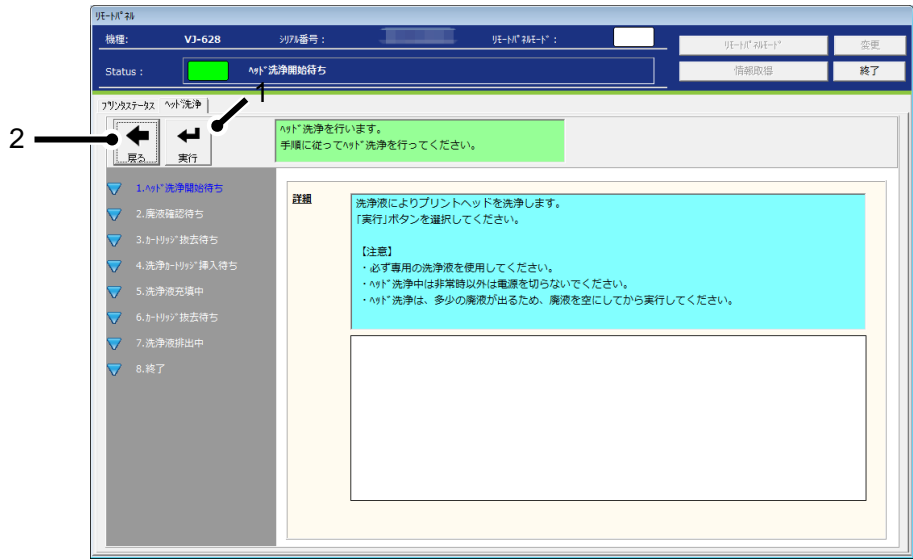 ﾘﾓｰﾄﾊﾟﾈﾙ
機種: VJ-628 ｼﾘｱﾙ番号 : ﾘﾓｰﾄﾊﾟﾈﾙﾓｰﾄﾞ :
ﾘﾓｰﾄﾊﾟﾈﾙﾓｰﾄﾞ 変更
Status : ﾍｯﾄﾞ洗浄開始待ち
情報取得 終了
ﾌﾟﾘﾝﾀｽﾃｰﾀｽ ﾍｯﾄﾞ洗浄
1
2
戻る 実行
ﾍｯﾄﾞ洗浄を行います。
手順に従ってﾍｯﾄﾞ洗浄を行ってください。
1.ﾍｯﾄﾞ洗浄開始待ち
2.廃液確認待ち
3.ｶｰﾄﾘｯｼﾞ抜去待ち
4.洗浄ｶｰﾄﾘｯｼﾞ挿入待ち
5.洗浄液充填中
6.ｶｰﾄﾘｯｼﾞ抜去待ち
7.洗浄液排出中
8.終了
詳細
洗浄液によりプリントヘッドを洗浄します。
「実行」ボタンを選択してください。
【注意】
・必ず専用の洗浄液を使用してください。
・ﾍｯﾄﾞ洗浄中は非常時以外は電源を切らないでください。
・ﾍｯﾄﾞ洗浄は、多少の廃液が出るため、廃液を空にしてから実行してください。